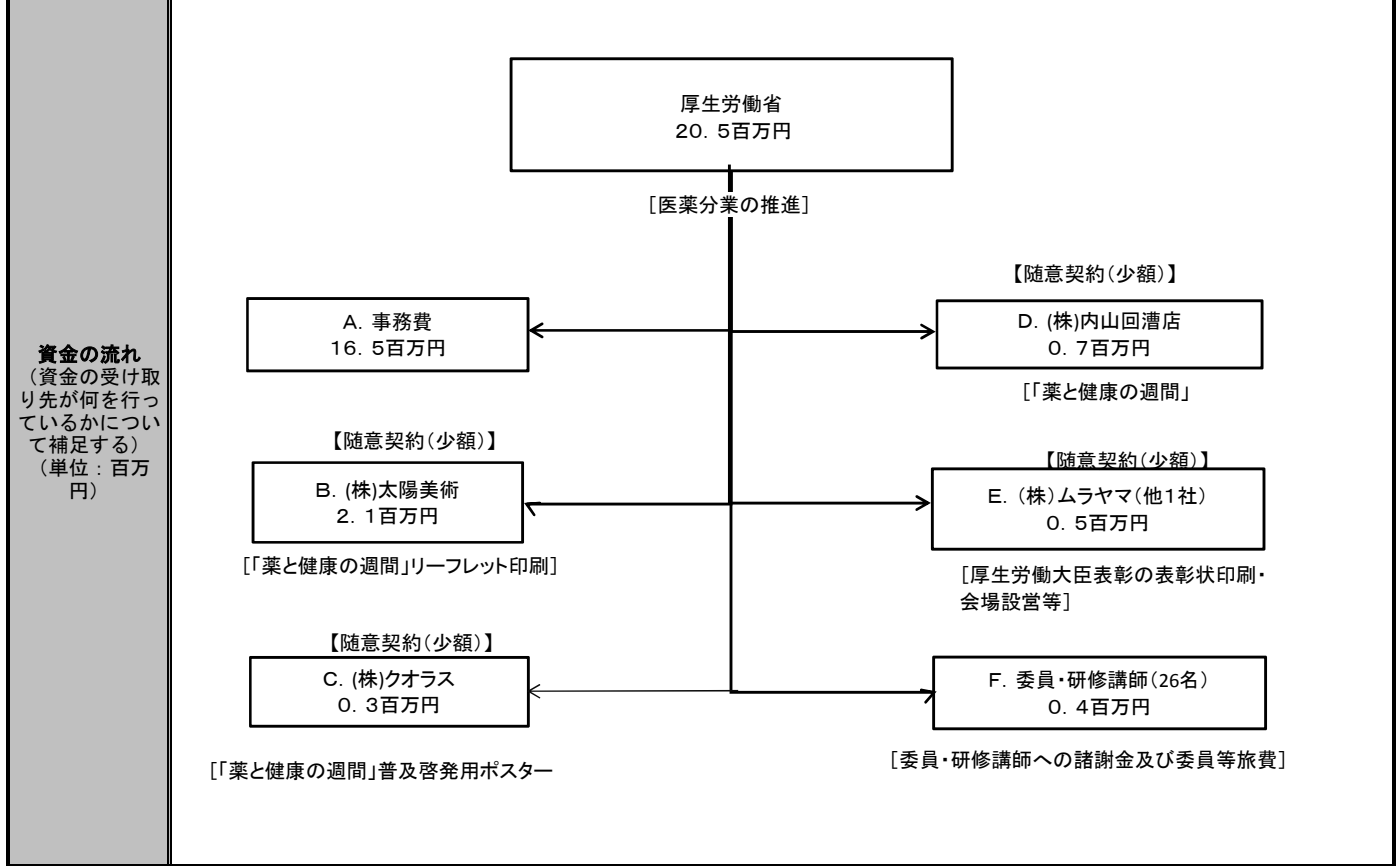 資金の流れ
(資金の受け取
り先が何を行っ
ているかについ
て補足する)
(単位:百万
円)
厚生労働省
20.5百万円
[医薬分業の推進]
A. 事務費
16.5百万円
【随意契約(少額)】
B. (株)太陽美術
2.1百万円
[「薬と健康の週間」リーフレット印刷]
【随意契約(少額)】
C. (株)クオラス
0.3百万円
[「薬と健康の週間」普及啓発用ポスター
【随意契約(少額)】
D. (株)内山回漕店
0.7百万円
[「薬と健康の週間」
【随意契約(少額)】
E. (株)ムラヤマ(他1社)
0.5百万円
[厚生労働大臣表彰の表彰状印刷・
会場設営等]
F. 委員・研修講師(26名)
0.4百万円
[委員・研修講師への諸謝金及び委員等旅費]